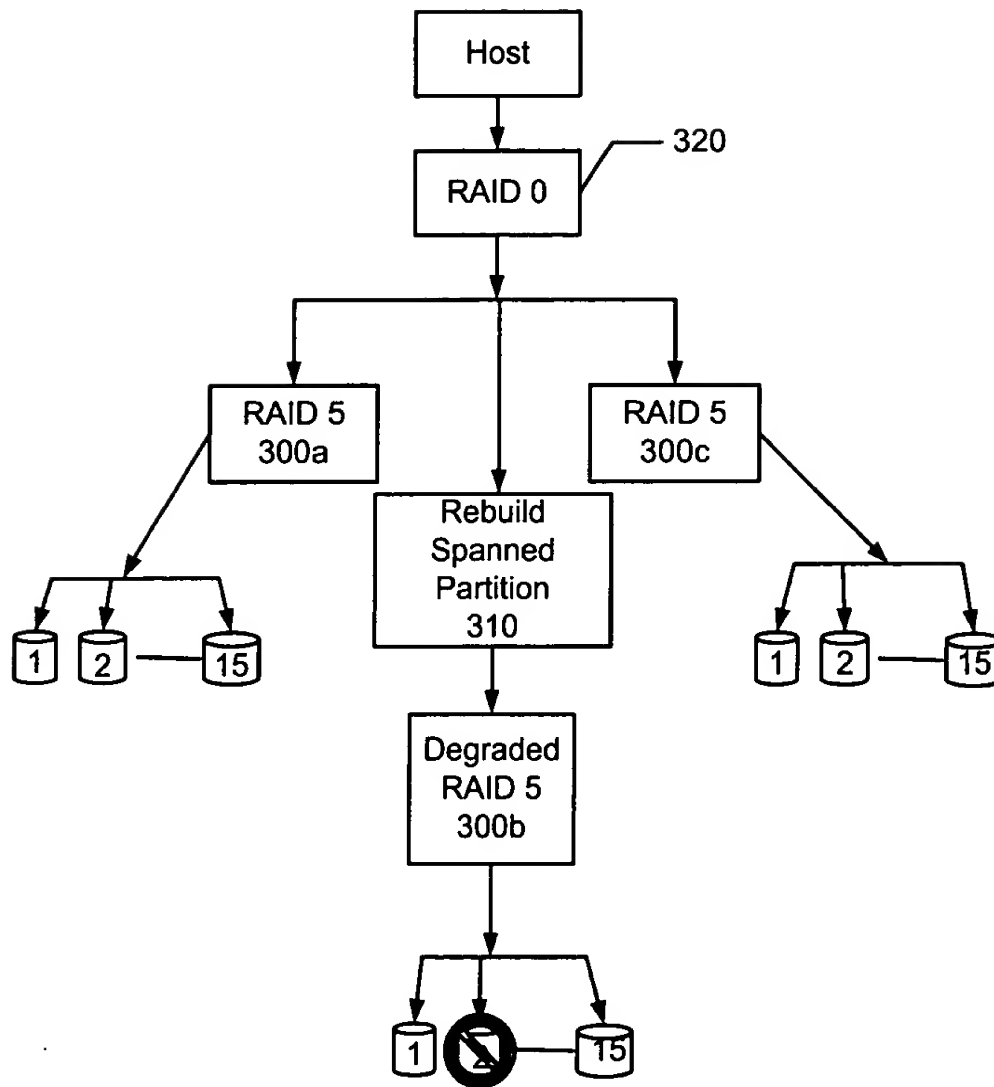 Host
RAID 0
320
RAID 5
300a
RAID 5
300c
Rebuild
Spanned
Partition
310
1
2
15
1
2
15
Degraded
RAID 5
300b
1
15